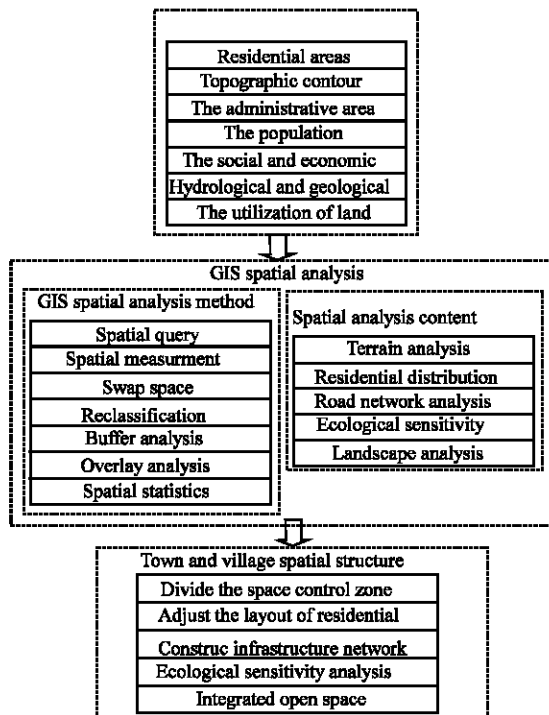 Residential areas
Topographic contour
The administrative area
The population
The social and economic
Hydrological and geological
The utilization of land
GIS spatial analysis
GIS spatial analysis method
Spatial query
Spatial measurment
Swap space
Reclassification
Buffer analysis
Overlay analysis
Spatial statistics
Spatial analysis content
Terrain analysis
Residential distribution
Road network analysis
Ecological sensitivity
Landscape analysis
Town and village spatial structure
Divide the space control zone
Adjust the layout of residential
Construc infrastructure network
Ecological sensitivity analysis
Integrated open space